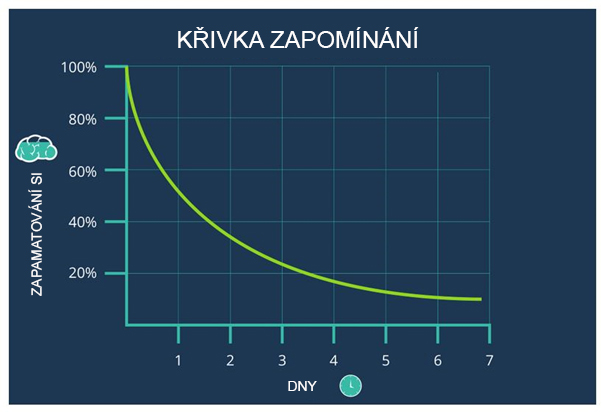 KŘIVKA ZAPOMÍNÁNÍ
100%
80%
60%
40%
20%
ZAPAMATOVÁNÍ SI
1 2 3 4 5 6 7
DNY